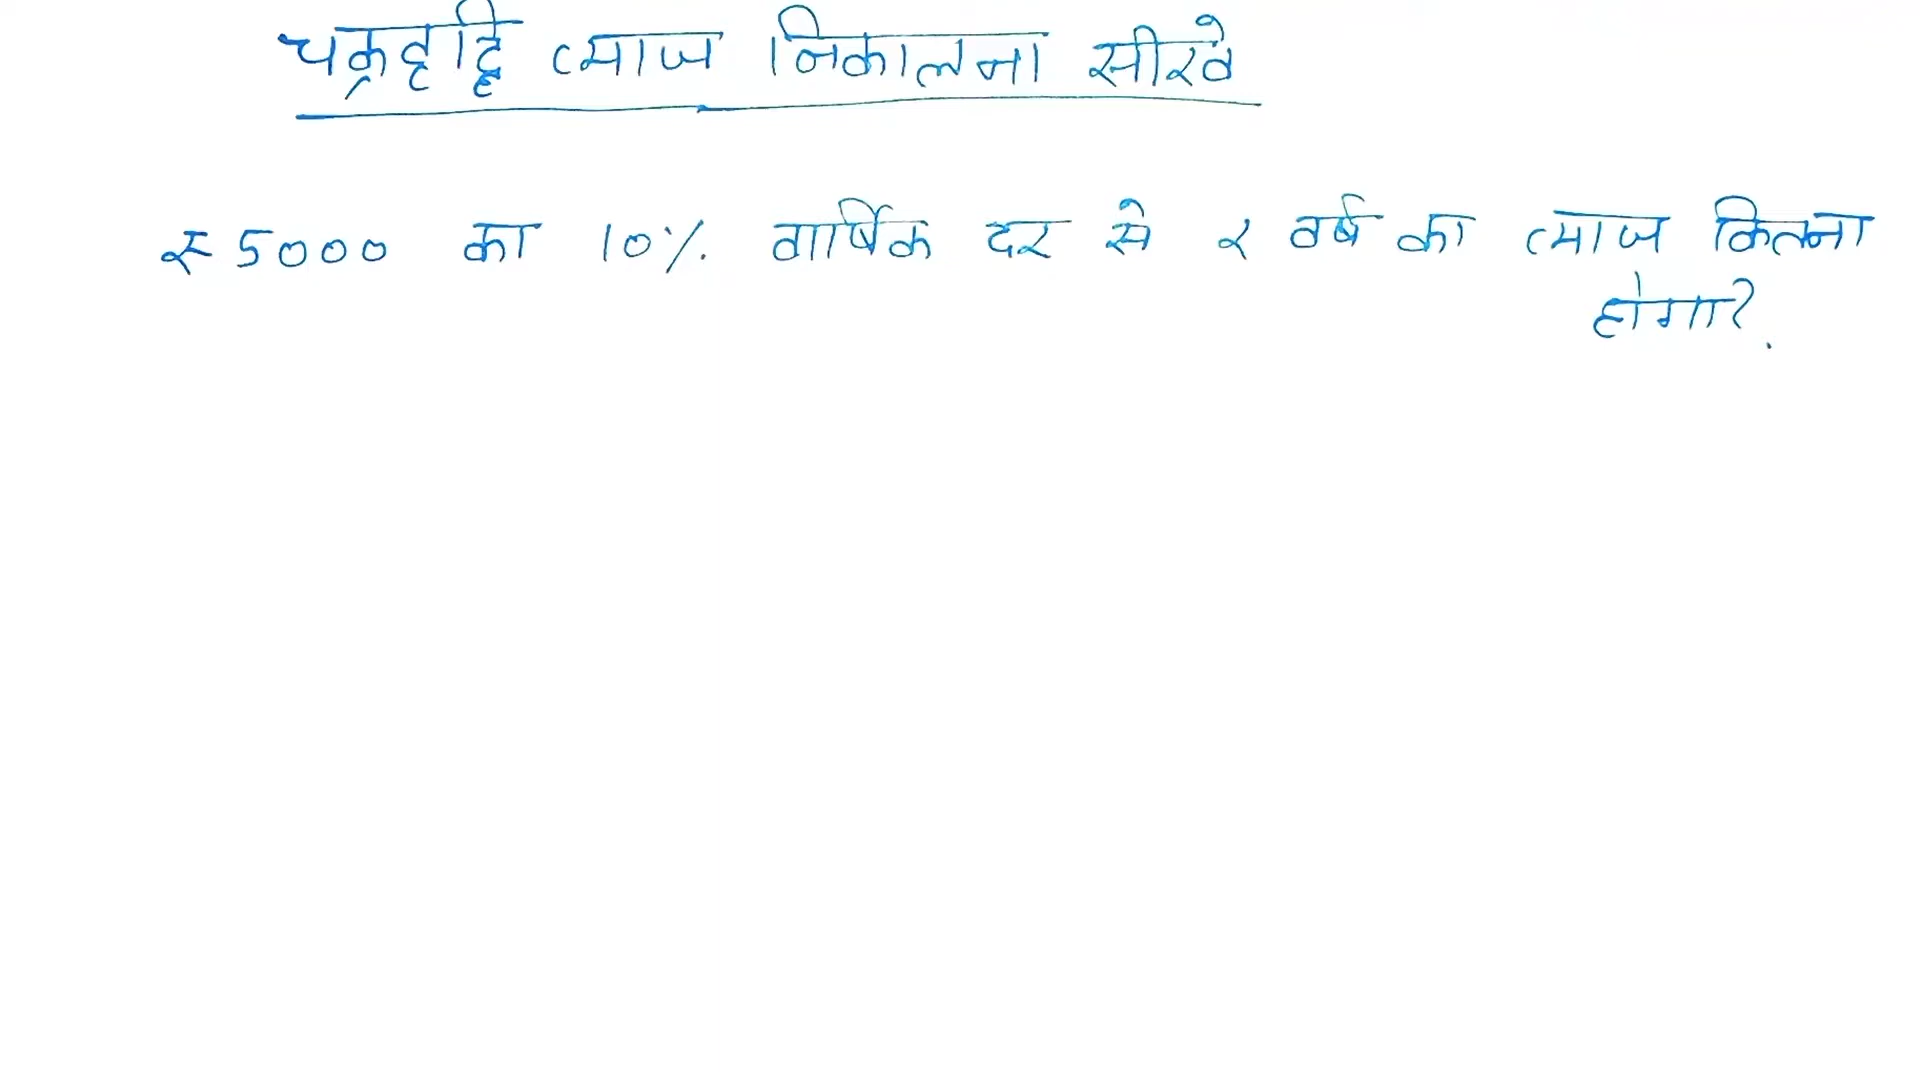 चक्रवृद्धि ब्याज निकालना सीखे
₹ 5000 का 10% वार्षिक दर से २ वर्ष का ब्याज कितना
होगा?